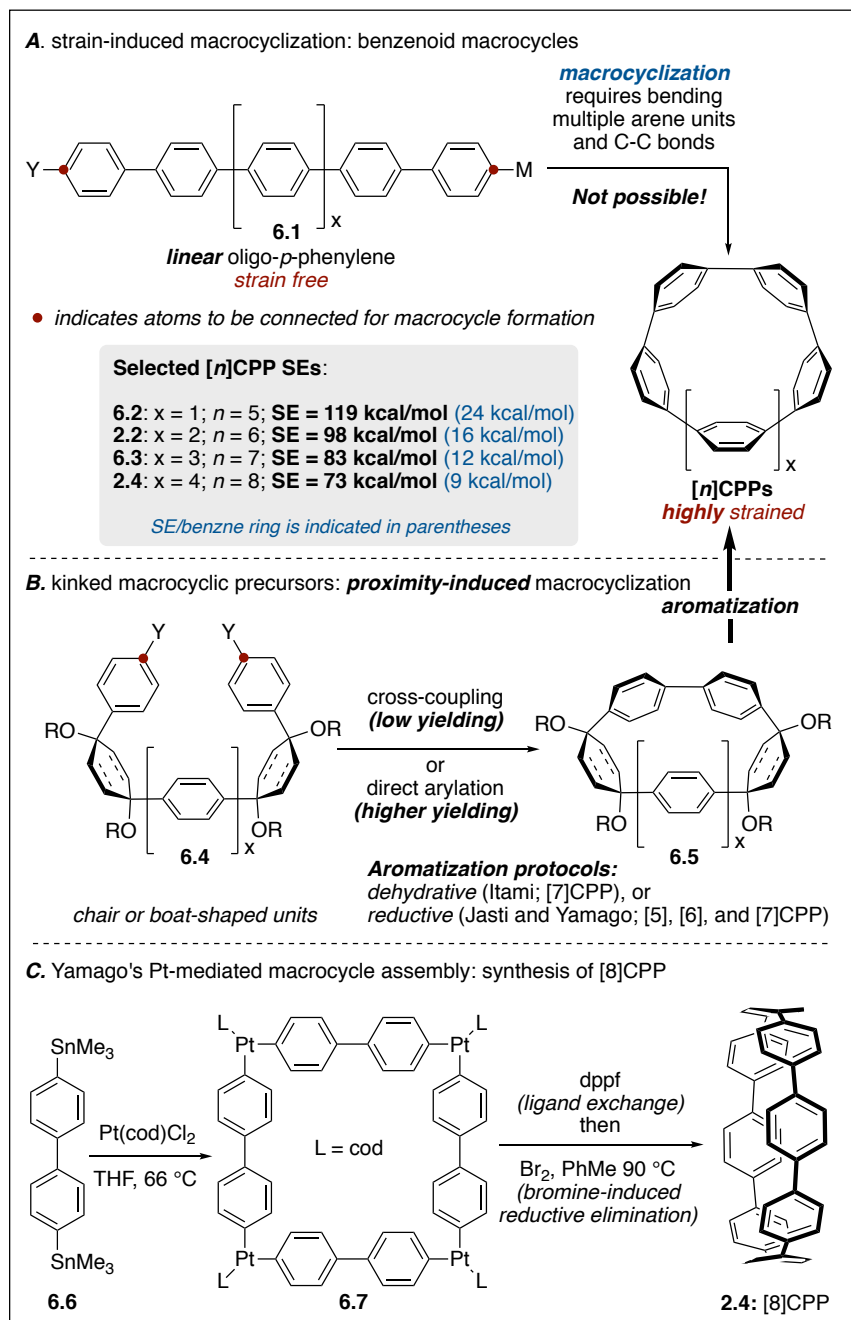 A. strain-induced macrocyclization: benzenoid macrocycles
macrocyclization
requires bending
multiple arene units
and C-C bonds
Y
M
x
Not possible!
6.1
linear oligo-p-phenylene
strain free
• indicates atoms to be connected for macrocycle formation
Selected [n]CPP SEs:
6.2: x = 1; n = 5; SE = 119 kcal/mol (24 kcal/mol)
2.2: x = 2; n = 6; SE = 98 kcal/mol (16 kcal/mol)
6.3: x = 3; n = 7; SE = 83 kcal/mol (12 kcal/mol)
2.4: x = 4; n = 8; SE = 73 kcal/mol (9 kcal/mol)
SE/benzne ring is indicated in parentheses
x
[n]CPPs
highly strained
B. kinked macrocyclic precursors: proximity-induced macrocyclization
aromatization
Y
Y
RO
OR
RO
OR
x
6.4
chair or boat-shaped units
cross-coupling
(low yielding)
or
direct arylation
(higher yielding)
RO
OR
RO
OR
x
6.5
Aromatization protocols:
dehydrative (Itami; [7]CPP), or
reductive (Jasti and Yamago; [5], [6], and [7]CPP)
C. Yamago's Pt-mediated macrocycle assembly: synthesis of [8]CPP
SnMe3
SnMe3
6.6
Pt(cod)Cl2
THF, 66 °C
L
L
Pt
Pt
L = cod
Pt
Pt
L
L
6.7
dppf
(ligand exchange)
then
Br2, PhMe 90 °C
(bromine-induced
reductive elimination)
2.4: [8]CPP